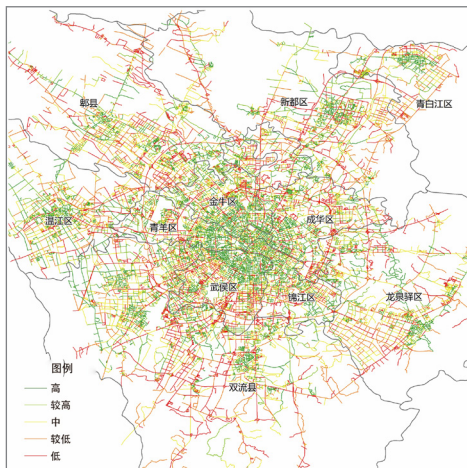 郫县
新都区
青白江区
温江区
金牛区
青羊区
成华区
武侯区
锦江区
龙泉驿区
双流县
图例
高
较高
中
较低
低